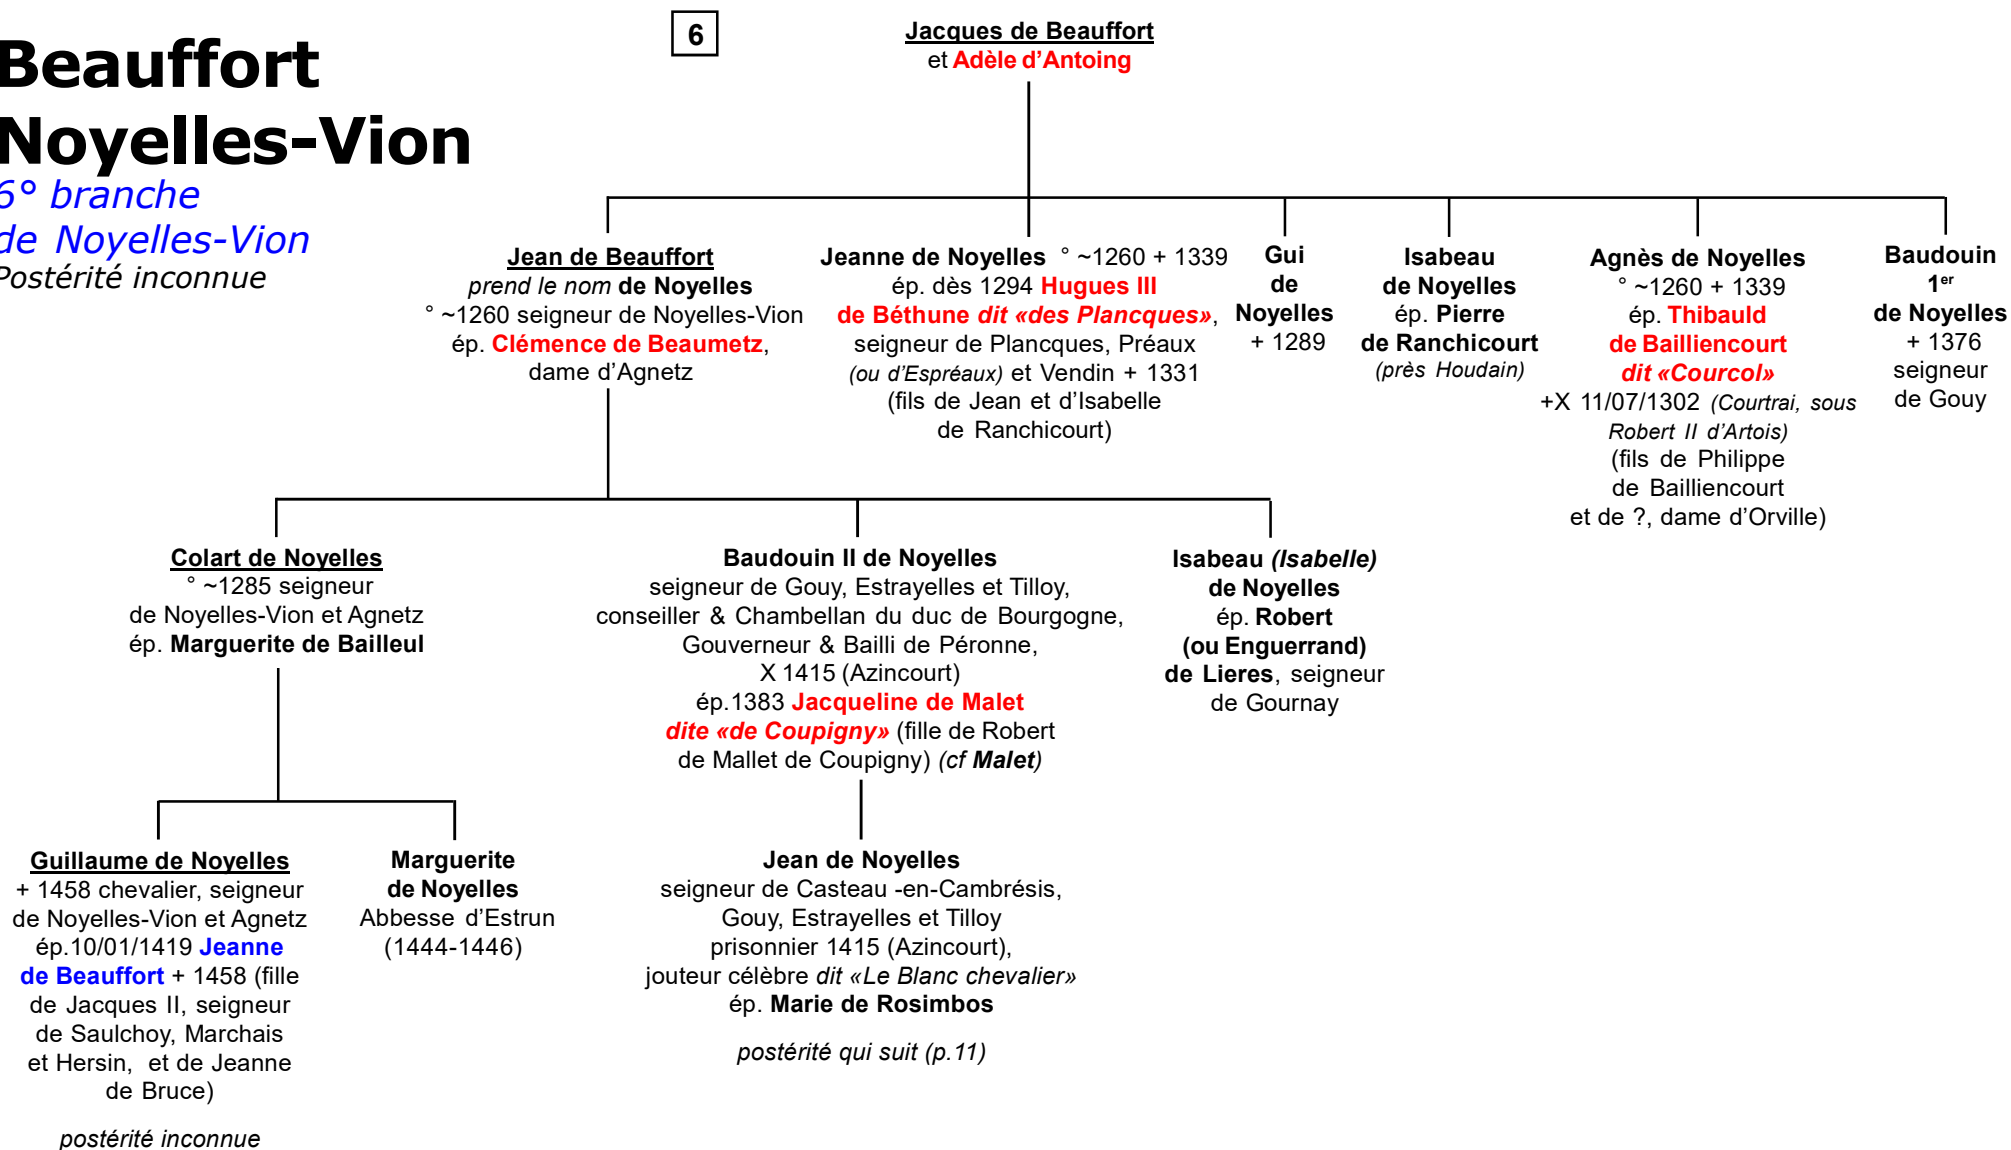 Beauffort
Noyelles-Vion
6° branche
de Noyelles-Vion
Postérité inconnue
6
Jacques de Beauffort
et Adèle d'Antoing
Jean de Beauffort
prend le nom de Noyelles
° ~1260 seigneur de Noyelles-Vion
ép. Clémence de Beaumetz,
dame d'Agnetz
Jeanne de Noyelles ° ~1260 + 1339
ép. dès 1294 Hugues III
de Béthune dit «des Plancques»,
seigneur de Plancques, Préaux
(ou d'Espréaux) et Vendin + 1331
(fils de Jean et d'Isabelle
de Ranchicourt)
Gui
de
Noyelles
+ 1289
Isabeau
de Noyelles
ép. Pierre
de Ranchicourt
(près Houdain)
Agnès de Noyelles
° ~1260 + 1339
ép. Thibauld
de Bailliencourt
dit «Courcol»
+X 11/07/1302 (Courtrai, sous
Robert II d'Artois)
(fils de Philippe
de Bailliencourt
et de ?, dame d'Orville)
Baudouin
1er
de Noyelles
+ 1376
seigneur
de Gouy
Colart de Noyelles
° ~1285 seigneur
de Noyelles-Vion et Agnetz
ép. Marguerite de Bailleul
Baudouin II de Noyelles
seigneur de Gouy, Estrayelles et Tilloy,
conseiller & Chambellan du duc de Bourgogne,
Gouverneur & Bailli de Péronne,
X 1415 (Azincourt)
ép.1383 Jacqueline de Malet
dite «de Coupigny» (fille de Robert
de Mallet de Coupigny) (cf Malet)
Isabeau (Isabelle)
de Noyelles
ép. Robert
(ou Enguerrand)
de Lieres, seigneur
de Gournay
Guillaume de Noyelles
+ 1458 chevalier, seigneur
de Noyelles-Vion et Agnetz
ép.10/01/1419 Jeanne
de Beauffort + 1458 (fille
de Jacques II, seigneur
de Saulchoy, Marchais
et Hersin, et de Jeanne
de Bruce)
postérité inconnue
Marguerite
de Noyelles
Abbesse d'Estrun
(1444-1446)
Jean de Noyelles
seigneur de Casteau -en-Cambrésis,
Gouy, Estrayelles et Tilloy
prisonnier 1415 (Azincourt),
jouteur célèbre dit «Le Blanc chevalier»
ép. Marie de Rosimbos
postérité qui suit (p.11)